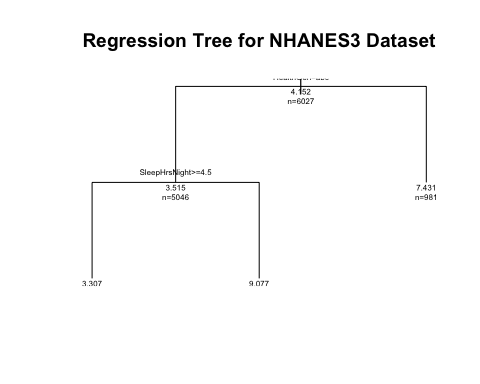 Regression Tree for NHANES3 Dataset
4.152
n=6027
SleepHrsNight>=4.5
3.515
n=5046
7.431
n=981
3.307
9.077